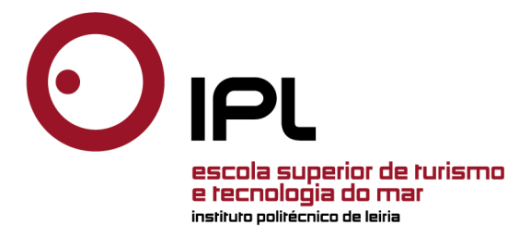 IPL
escola superior de turismo
e tecnologia do mar
instituto politécnico de leiria